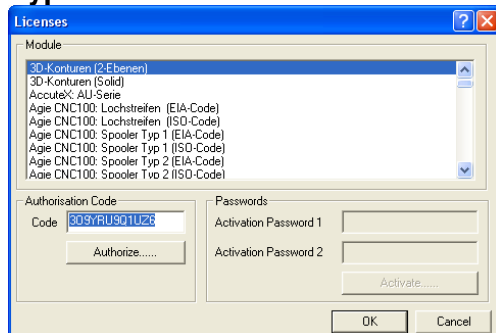 Licenses
Module
3D-Konturen (2-Ebenen)
3D-Konturen (Solid)
AccuteX: AU-Serie
Agie CNC100: Lochstreifen (EIA-Code)
Agie CNC100: Lochstreifen (ISO-Code)
Agie CNC100: Spooler Typ 1 (EIA-Code)
Agie CNC100: Spooler Typ 1 (ISO-Code)
Agie CNC100: Spooler Typ 2 (EIA-Code)
Agie CNC100: Spooler Typ 2 (ISO-Code)
Authorisation Code
Code 3O9YRU9Q1UZ6
Authorize......
Passwords
Activation Password 1
Activation Password 2
Activate......
OK Cancel